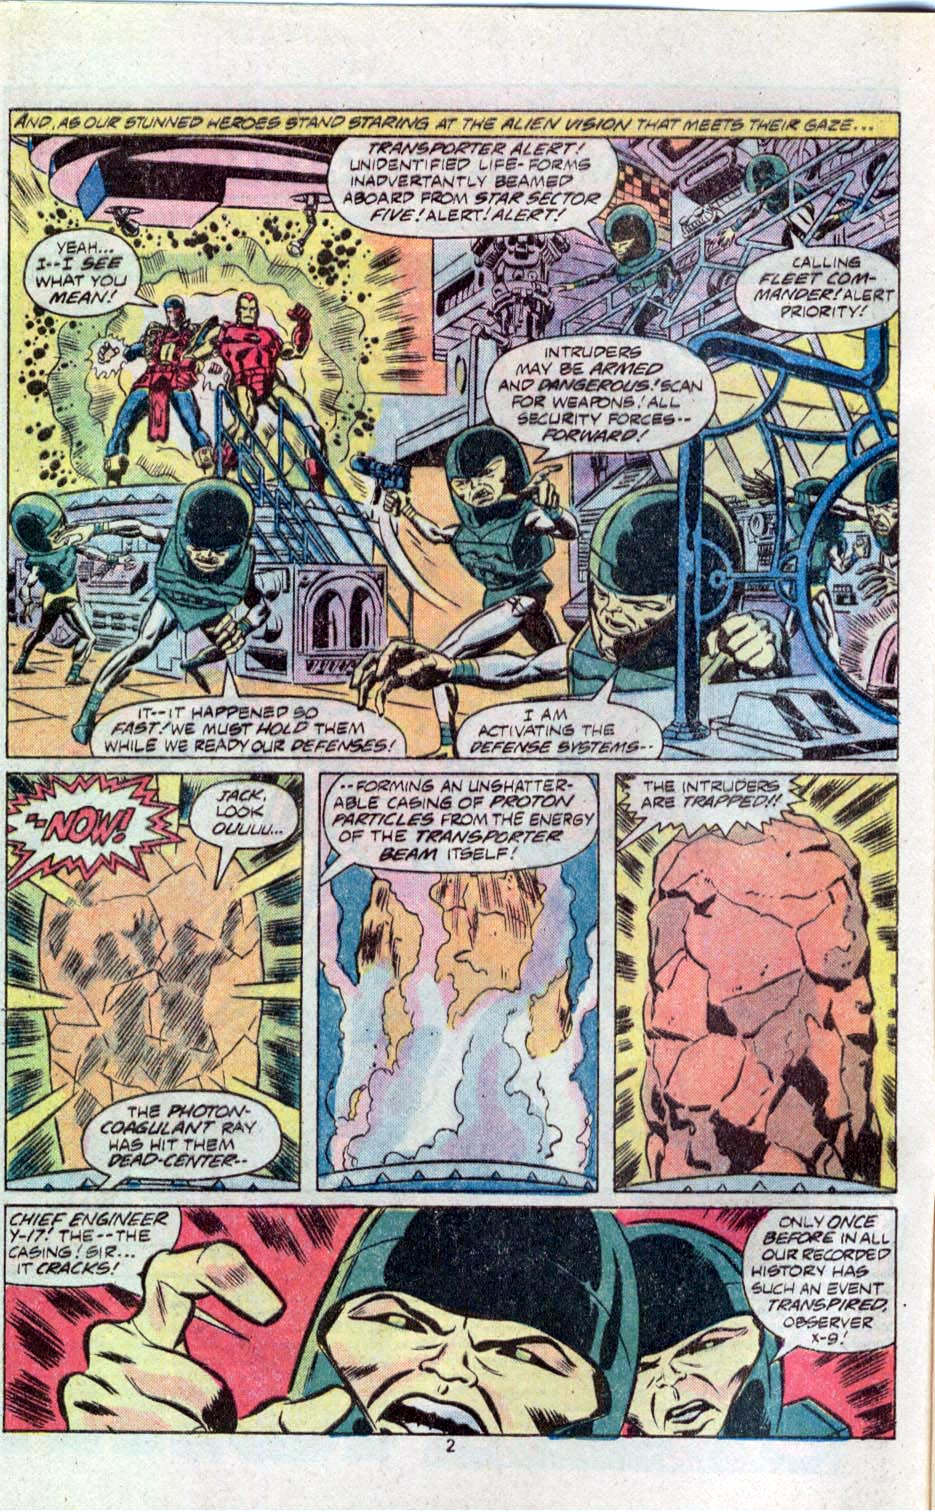 AND, AS OUR STUNNED HEROES STAND STARING AT THE ALIEN VISION THAT MEETS THEIR GAZE...
TRANSPORTER ALERT!
UNIDENTIFIED LIFE-FORMS
INADVERTANTLY BEAMED
ABOARD FROM STAR SECTOR
FIVE! ALERT! ALERT!
YEAH...
I--I SEE
WHAT YOU
MEAN!
CALLING
FLEET COM-
MANDER! ALERT
PRIORITY!
INTRUDERS
MAY BE ARMED
AND DANGEROUS! SCAN
FOR WEAPONS! ALL
SECURITY FORCES--
FORWARD!
IT--IT HAPPENED SO
FAST! WE MUST HOLD THEM
WHILE WE READY OUR DEFENSES!
I AM
ACTIVATING THE
DEFENSE SYSTEMS--
"--NOW!
JACK,
LOOK
OUUUU...
THE PHOTON-
COAGULANT RAY
HAS HIT THEM
DEAD-CENTER--
--FORMING AN UNSHATTER-
ABLE CASING OF PROTON
PARTICLES FROM THE ENERGY
OF THE TRANSPORTER
BEAM ITSELF!
THE INTRUDERS
ARE TRAPPED!!
CHIEF ENGINEER
Y-17! THE--THE
CASING! SIR...
IT CRACKS!
ONLY ONCE
BEFORE IN ALL
OUR RECORDED
HISTORY HAS
SUCH AN EVENT
TRANSPIRED,
OBSERVER
X-9!
2